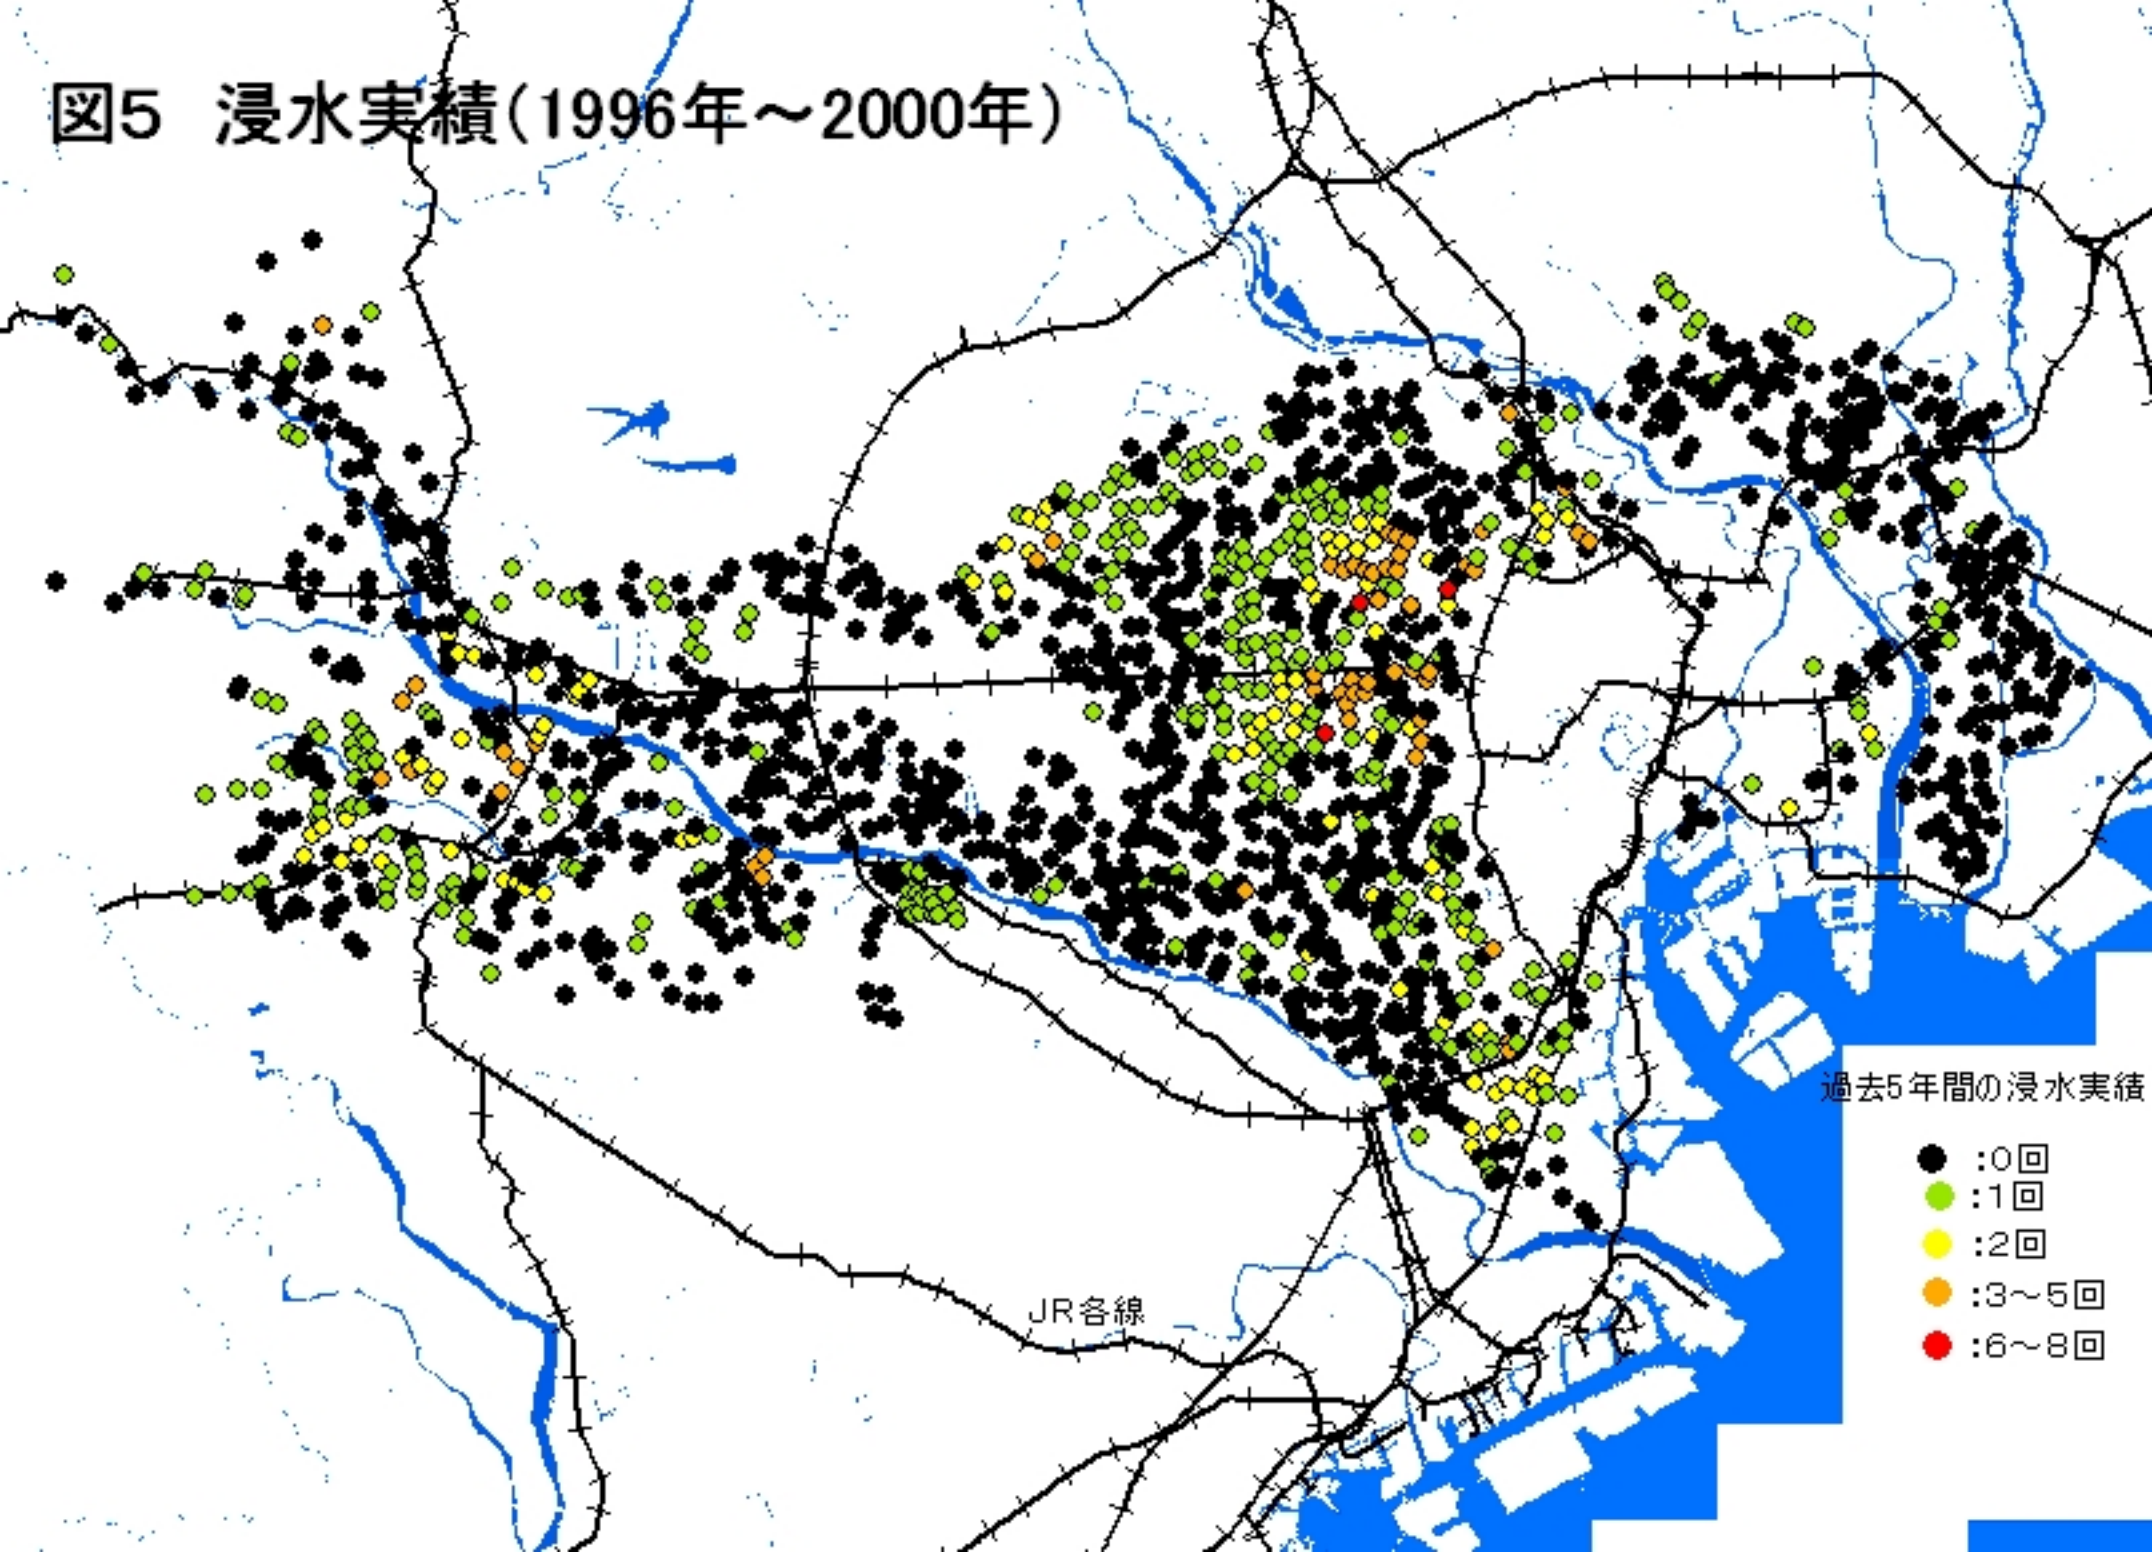 図5　浸水実績(1996年～2000年)
過去5年間の浸水実績
:0回
:1回
:2回
:3～5回
:6～8回
JR各線